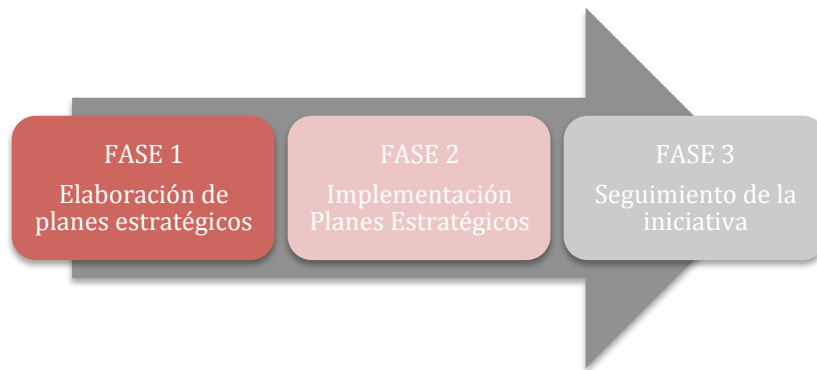 FASE 1
Elaboración de
planes estratégicos
FASE 2
Implementación
Planes Estratégicos
FASE 3
Seguimiento de la
iniciativa